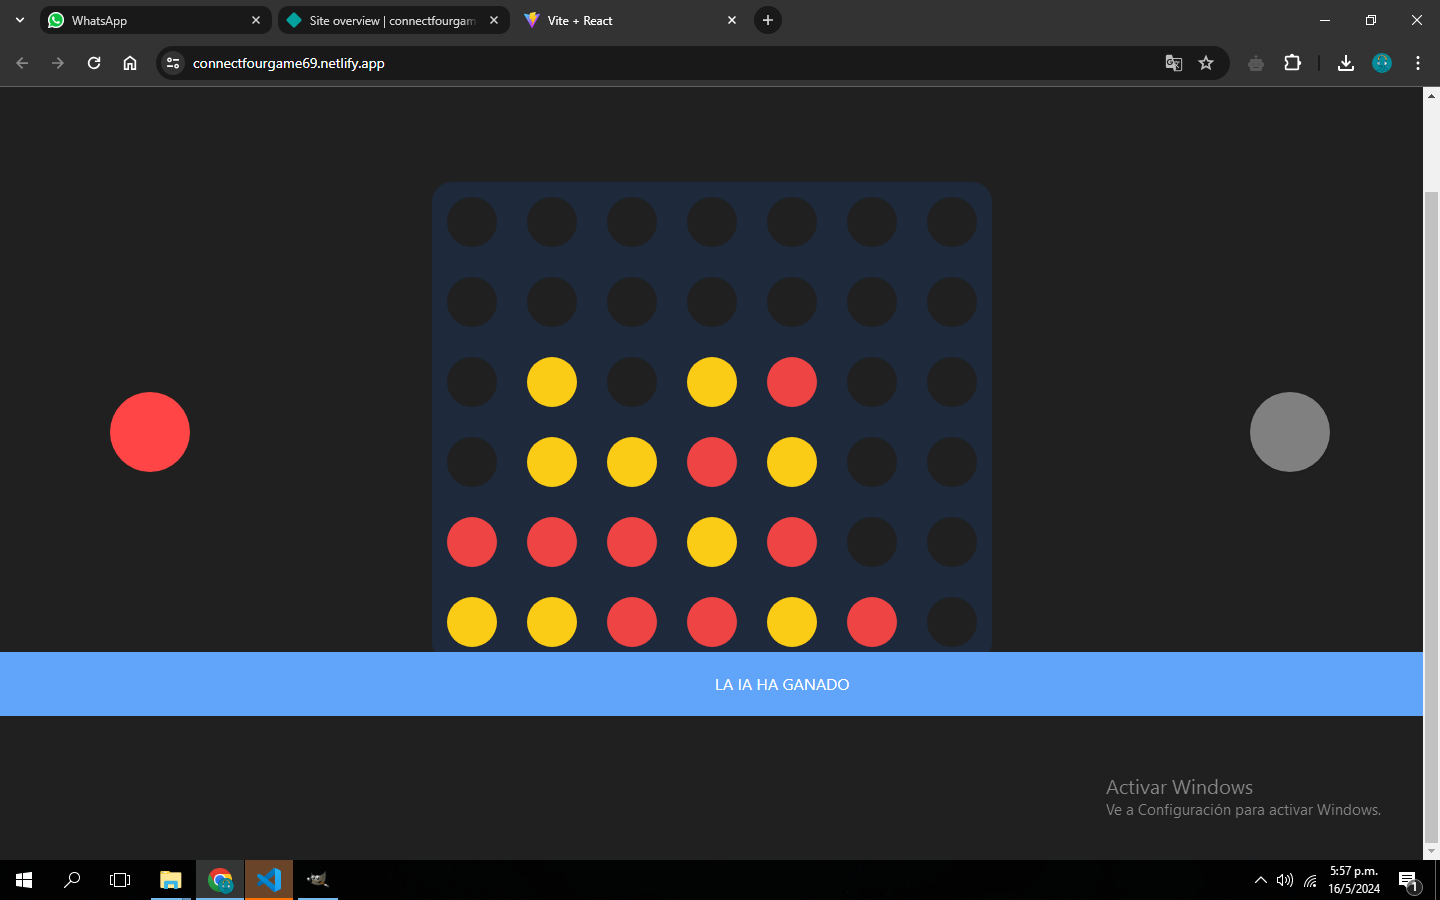 WhatsApp
Site overview | connectfourgam
Vite + React
connectfourgame69.netlify.app
LA IA HA GANADO
Activar Windows
Ve a Configuración para activar Windows.
5:57 p.m.
16/5/2024
1